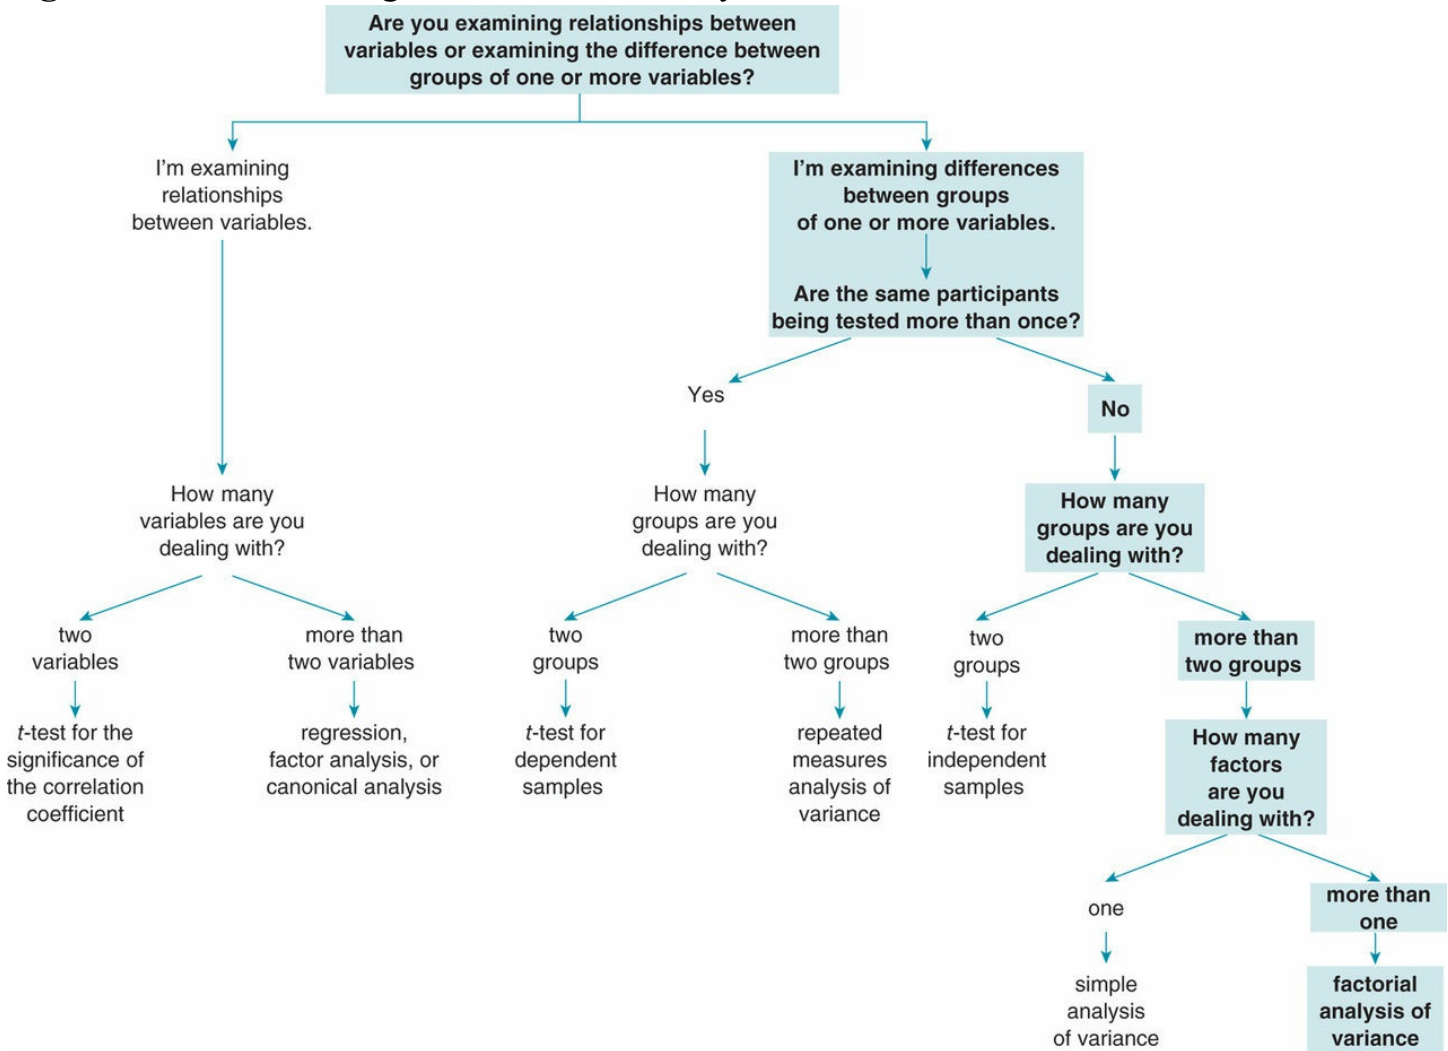 Are you examining relationships between
variables or examining the difference between
groups of one or more variables?
I'm examining
relationships
between variables.
I'm examining differences
between groups
of one or more variables.
Are the same participants
being tested more than once?
Yes
No
How many
variables are you
dealing with?
How many
groups are you
dealing with?
How many
groups are you
dealing with?
two
variables
more than
two variables
two
groups
more than
two groups
two
groups
more than
two groups
t-test for the
significance of
the correlation
coefficient
regression,
factor analysis, or
canonical analysis
t-test for
dependent
samples
repeated
measures
analysis of
variance
t-test for
independent
samples
How many
factors
are you
dealing with?
one
more than
one
simple
analysis
of variance
factorial
analysis of
variance